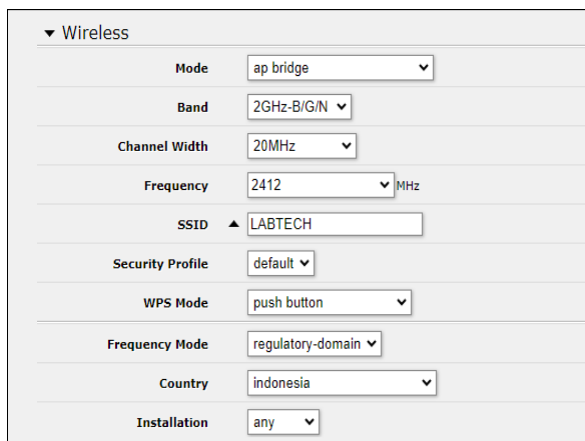 Wireless
Mode ap bridge
Band 2GHz-B/G/N
Channel Width 20MHz
Frequency 2412 MHz
SSID LABTECH
Security Profile default
WPS Mode push button
Frequency Mode regulatory-domain
Country indonesia
Installation any